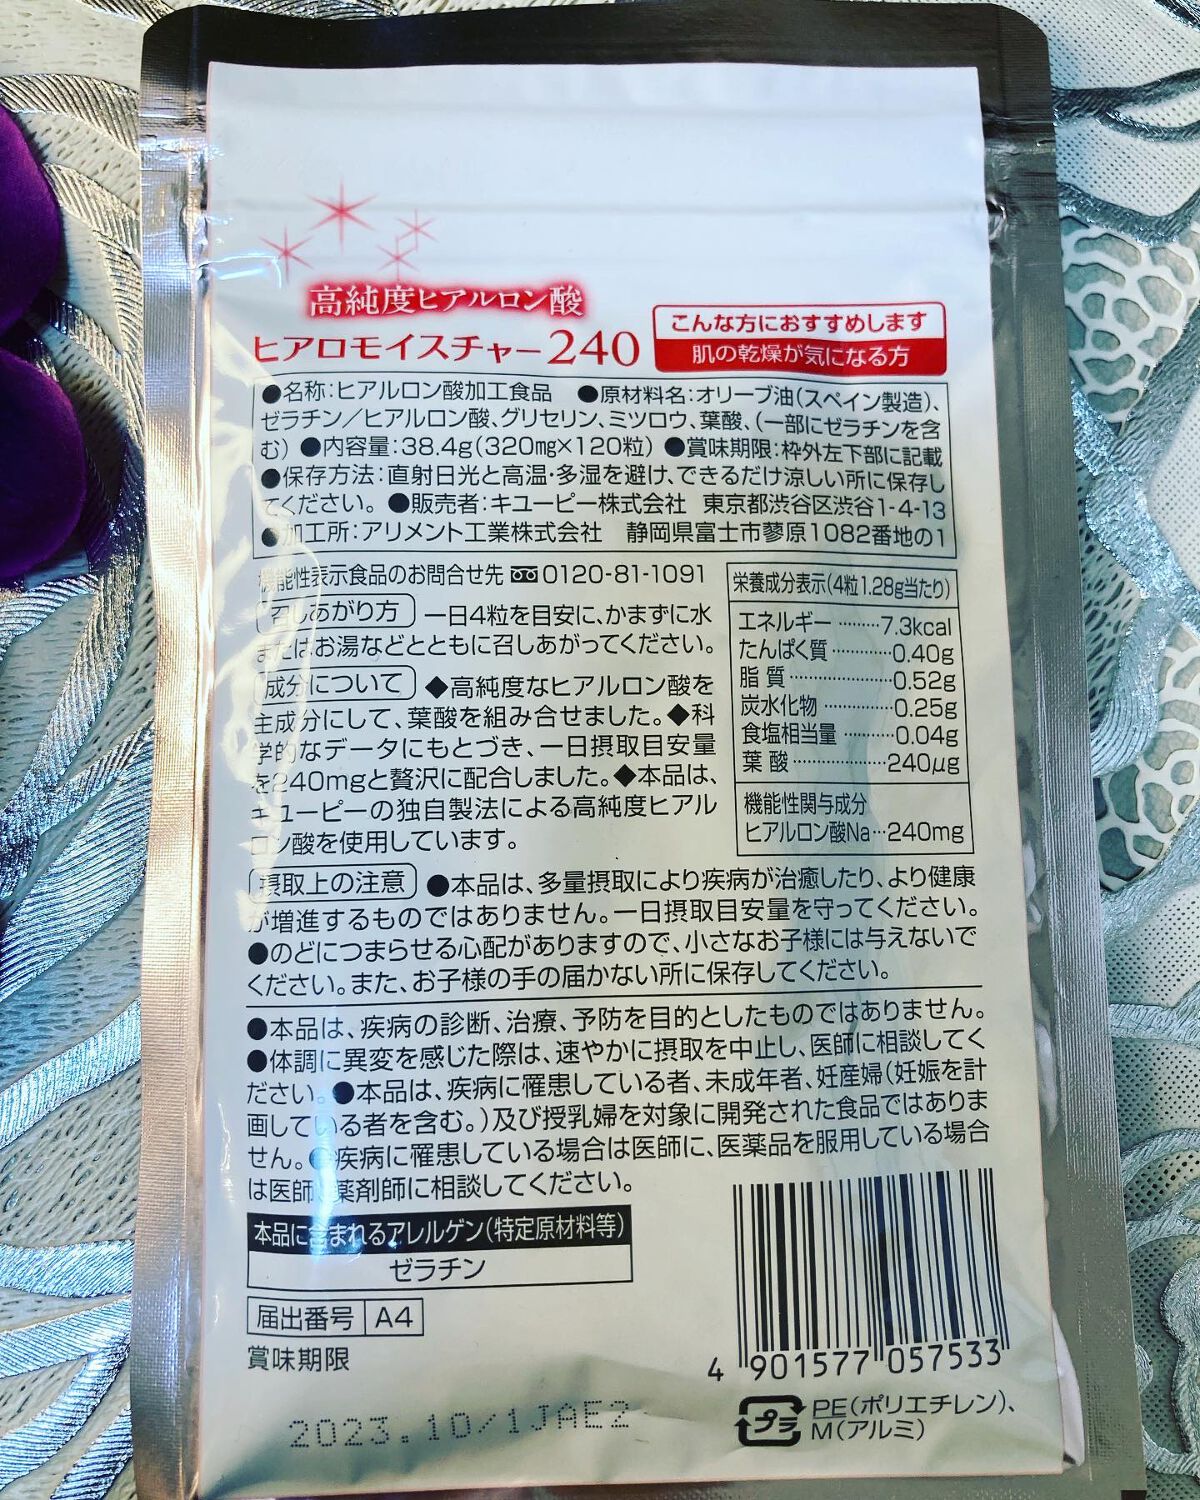 高純度ヒアルロン酸
ヒアロモイスチャー240
こんな方におすすめします
肌の乾燥が気になる方
●名称:ヒアルロン酸加工食品 ●原材料名:オリーブ油(スペイン製造)、
ゼラチン/ヒアルロン酸、グリセリン、ミツロウ、葉酸、(一部にゼラチンを含
む) ●内容量:38.4g(320mg×120粒) ●賞味期限:枠外左下部に記載
●保存方法:直射日光と高温・多湿を避け、できるだけ涼しい所に保存し
てください。 ●販売者:キユーピー株式会社 東京都渋谷区渋谷1-4-13
●加工所:アリメント工業株式会社 静岡県富士市蓼原1082番地の1
機能性表示食品のお問合せ先 0120-81-1091
召しあがり方 一日4粒を目安に、かまずに水
またはお湯などとともに召しあがってください。
成分について ◆高純度なヒアルロン酸を
主成分にして、葉酸を組み合せました。◆科
学的なデータにもとづき、一日摂取目安量
を240mgと贅沢に配合しました。◆本品は、
キユーピーの独自製法による高純度ヒアル
ロン酸を使用しています。
栄養成分表示(4粒1.28g当たり)
エネルギー………7.3kcal
たんぱく質…………0.40g
脂質………………0.52g
炭水化物…………0.25g
食塩相当量………0.04g
葉酸………………240μg
機能性関与成分
ヒアルロン酸Na…240mg
摂取上の注意 ●本品は、多量摂取により疾病が治癒したり、より健康
が増進するものではありません。一日摂取目安量を守ってください。
●のどにつまらせる心配がありますので、小さなお子様には与えないで
ください。また、お子様の手の届かない所に保存してください。
●本品は、疾病の診断、治療、予防を目的としたものではありません。
●体調に異変を感じた際は、速やかに摂取を中止し、医師に相談してく
ださい。●本品は、疾病に罹患している者、未成年者、妊産婦(妊娠を計
画している者を含む。)及び授乳婦を対象に開発された食品ではありま
せん。●疾病に罹患している場合は医師に、医薬品を服用している場合
は医師、薬剤師に相談してください。
本品に含まれるアレルゲン(特定原材料等)
ゼラチン
届出番号 A4
賞味期限
2023.10/1JAE2
4 901577 057533
プラ
PE(ポリエチレン)、
M(アルミ)